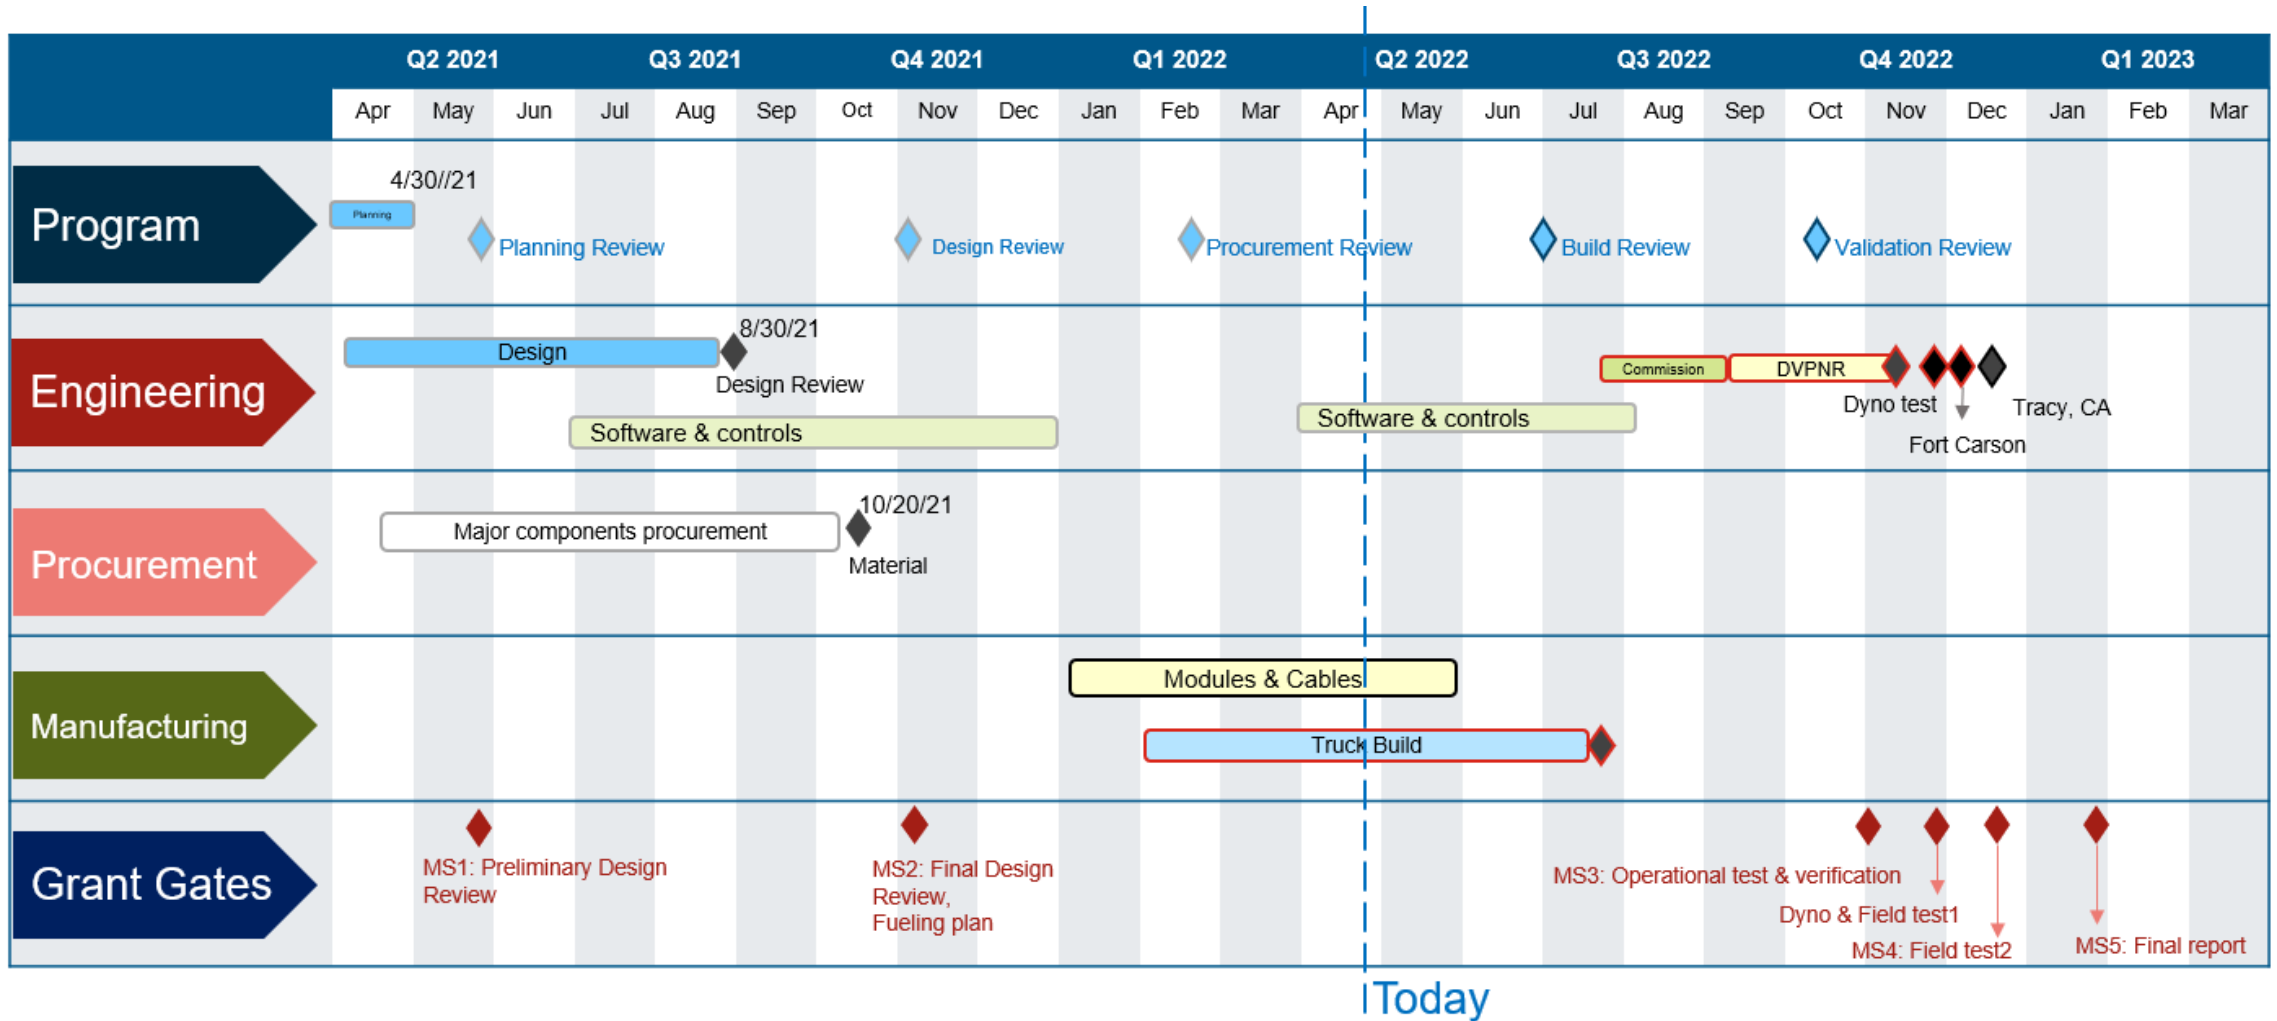 Q2 2021 Q3 2021 Q4 2021 Q1 2022 Q2 2022 Q3 2022 Q4 2022 Q1 2023
Apr May Jun Jul Aug Sep Oct Nov Dec Jan Feb Mar Apr May Jun Jul Aug Sep Oct Nov Dec Jan Feb Mar
Program
4/30//21
Planning
Planning Review
Design Review
Procurement Review
Build Review
Validation Review
Engineering
Design
8/30/21
Design Review
Software & controls
Software & controls
Commission
DVPNR
Dyno test
Fort Carson
Tracy, CA
Procurement
Major components procurement
10/20/21
Material
Manufacturing
Modules & Cables
Truck Build
Grant Gates
MS1: Preliminary Design
Review
MS2: Final Design
Review,
Fueling plan
MS3: Operational test & verification
Dyno & Field test1
MS4: Field test2
MS5: Final report
Today